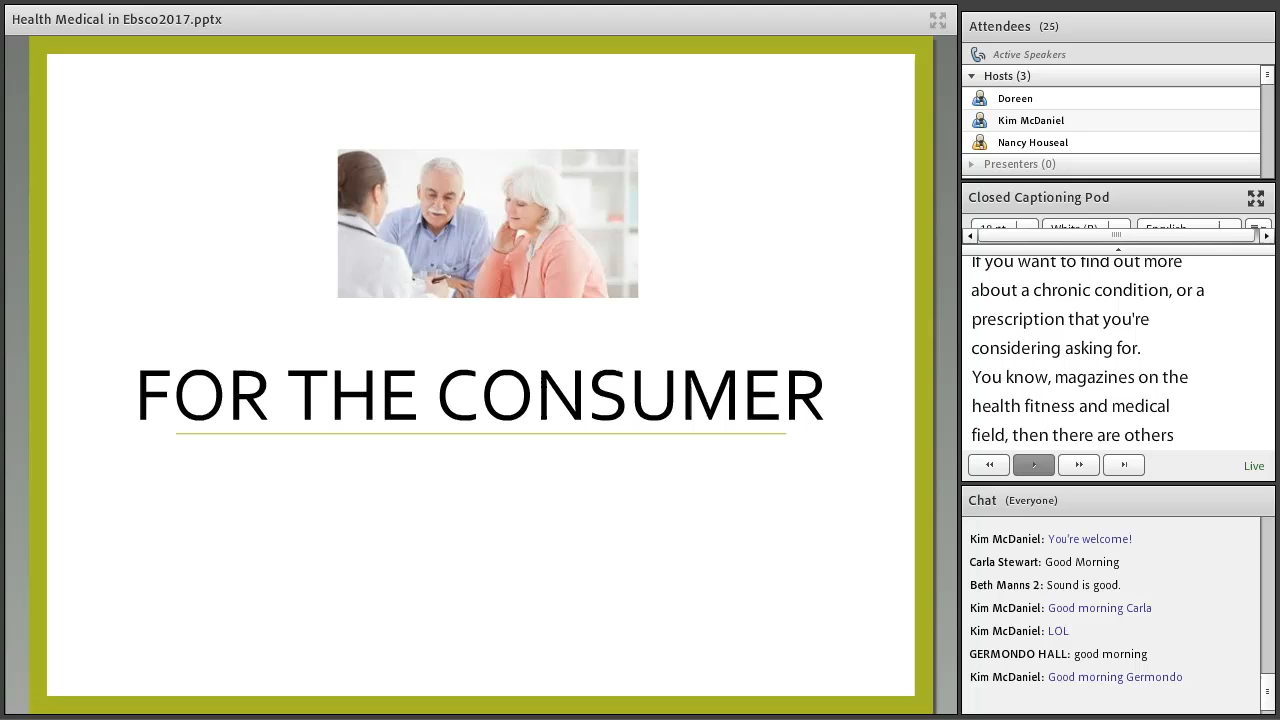 Health Medical in Ebsco2017.pptx
FOR THE CONSUMER
Attendees (25)
Active Speakers
Hosts (3)
Doreen
Kim McDaniel
Nancy Houseal
Presenters (0)
Closed Captioning Pod
18 pt White (B) English
If you want to find out more
about a chronic condition, or a
prescription that you're
considering asking for.
You know, magazines on the
health fitness and medical
field, then there are others
Live
Chat (Everyone)
Kim McDaniel: You're welcome!
Carla Stewart: Good Morning
Beth Manns 2: Sound is good.
Kim McDaniel: Good morning Carla
Kim McDaniel: LOL
GERMONDO HALL: good morning
Kim McDaniel: Good morning Germondo